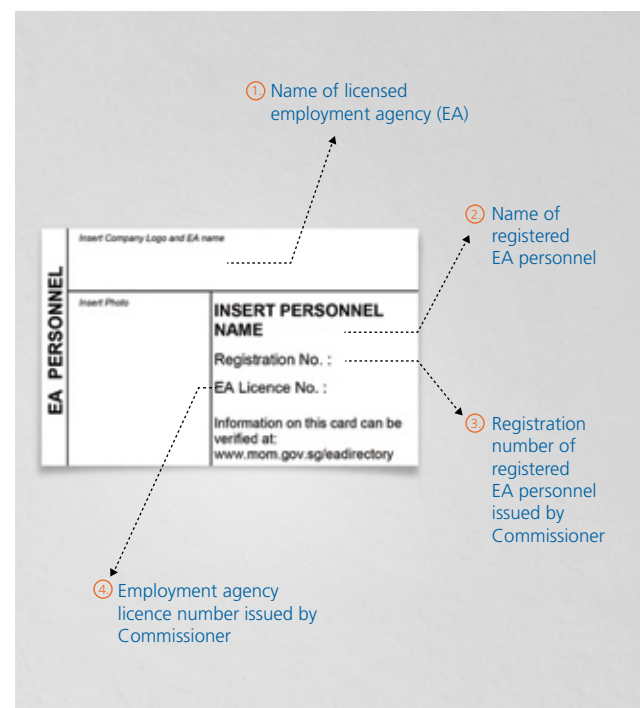 1. Name of licensed
employment agency (EA)
2. Name of
registered
EA personnel
Insert Company Logo and EA name
EA PERSONNEL
Insert Photo
INSERT PERSONNEL
NAME
Registration No. :
EA Licence No. :
Information on this card can be
verified at:
www.mom.gov.sg/eadirectory
3. Registration
number of
registered
EA personnel
issued by
Commissioner
4. Employment agency
licence number issued by
Commissioner